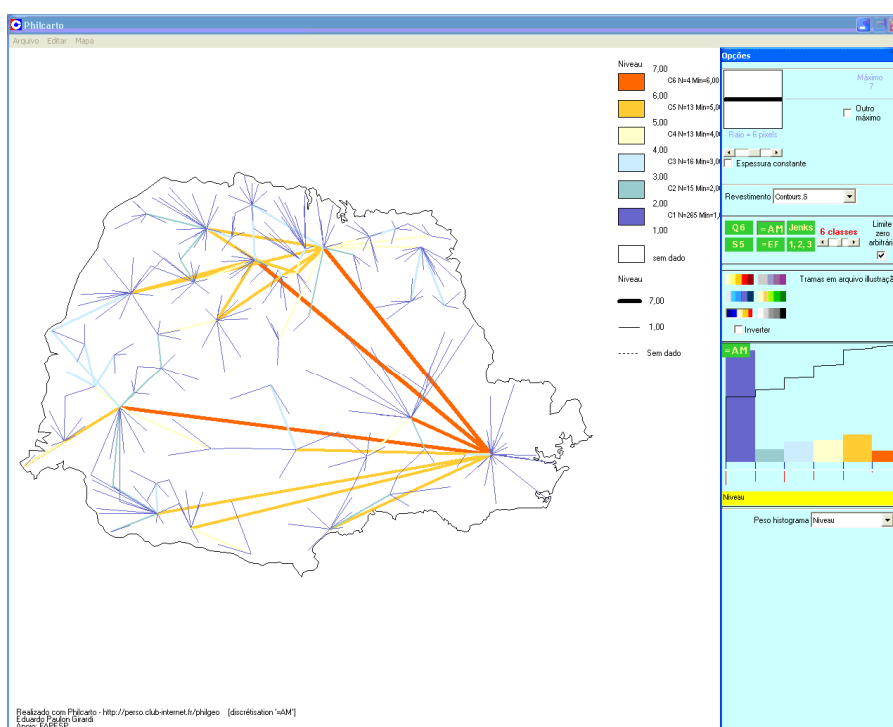 Philcarto
Arquivo Editar Mapa
Niveau
7,00
C6 N=4 Min=6,00
6,00
C5 N=13 Min=5,0
5,00
C4 N=13 Min=4,0
4,00
C3 N=16 Min=3,0
3,00
C2 N=15 Min=2,0
2,00
C1 N=265 Min=1,
1,00
sem dado
Niveau
7,00
1,00
Sem dado
Opções
Máximo
7
Outro
máximo
Raio = 6 pixels
Espessura constante
Revestimento Contours.S
Q6 =AM Jenks
S5 =EF 1,2,3
6 classes
Limite
zero
arbitrári
Tramas em arquivo illustraçã
Inverter
=AM
Niveau
Peso histograma Niveau
Realizado com Philcarto - http://perso.club-internet.fr/philgeo [discrétisation '=AM']
Eduardo Paulon Girardi
Apoio: FAPESP